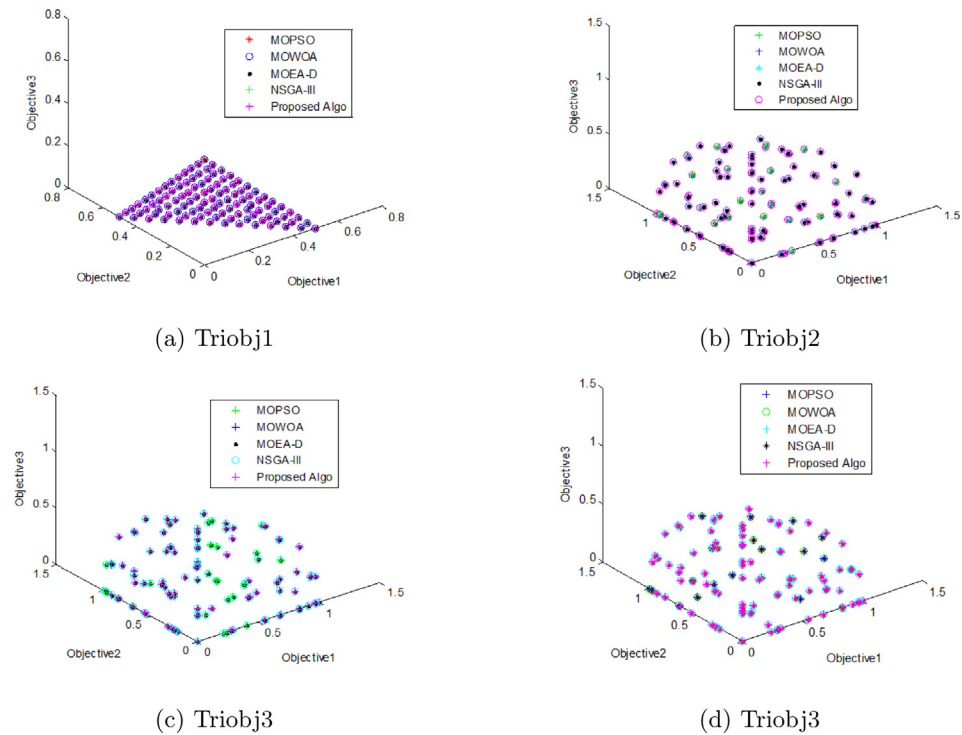 0.8
0.6
0.4
0.2
0
Objective3
MOPSO
MOWOA
MOEA-D
NSGA-III
Proposed Algo
0.8
0.6
0.4
0.2
0
Objective2
0
0.2
0.4
0.6
0.8
Objective1
(a) Triobj1
1.5
1
0.5
0
Objective3
MOPSO
MOWOA
MOEA-D
NSGA-III
Proposed Algo
1.5
1
0.5
0
Objective2
0
0.5
1
1.5
Objective1
(b) Triobj2
1.5
1
0.5
0
Objective3
MOPSO
MOWOA
MOEA-D
NSGA-III
Proposed Algo
1.5
1
0.5
0
Objective2
0
0.5
1
1.5
Objective1
(c) Triobj3
1.5
1
0.5
0
Objective3
MOPSO
MOWOA
MOEA-D
NSGA-III
Proposed Algo
1.5
1
0.5
0
Objective2
0
0.5
1
1.5
Objective1
(d) Triobj3